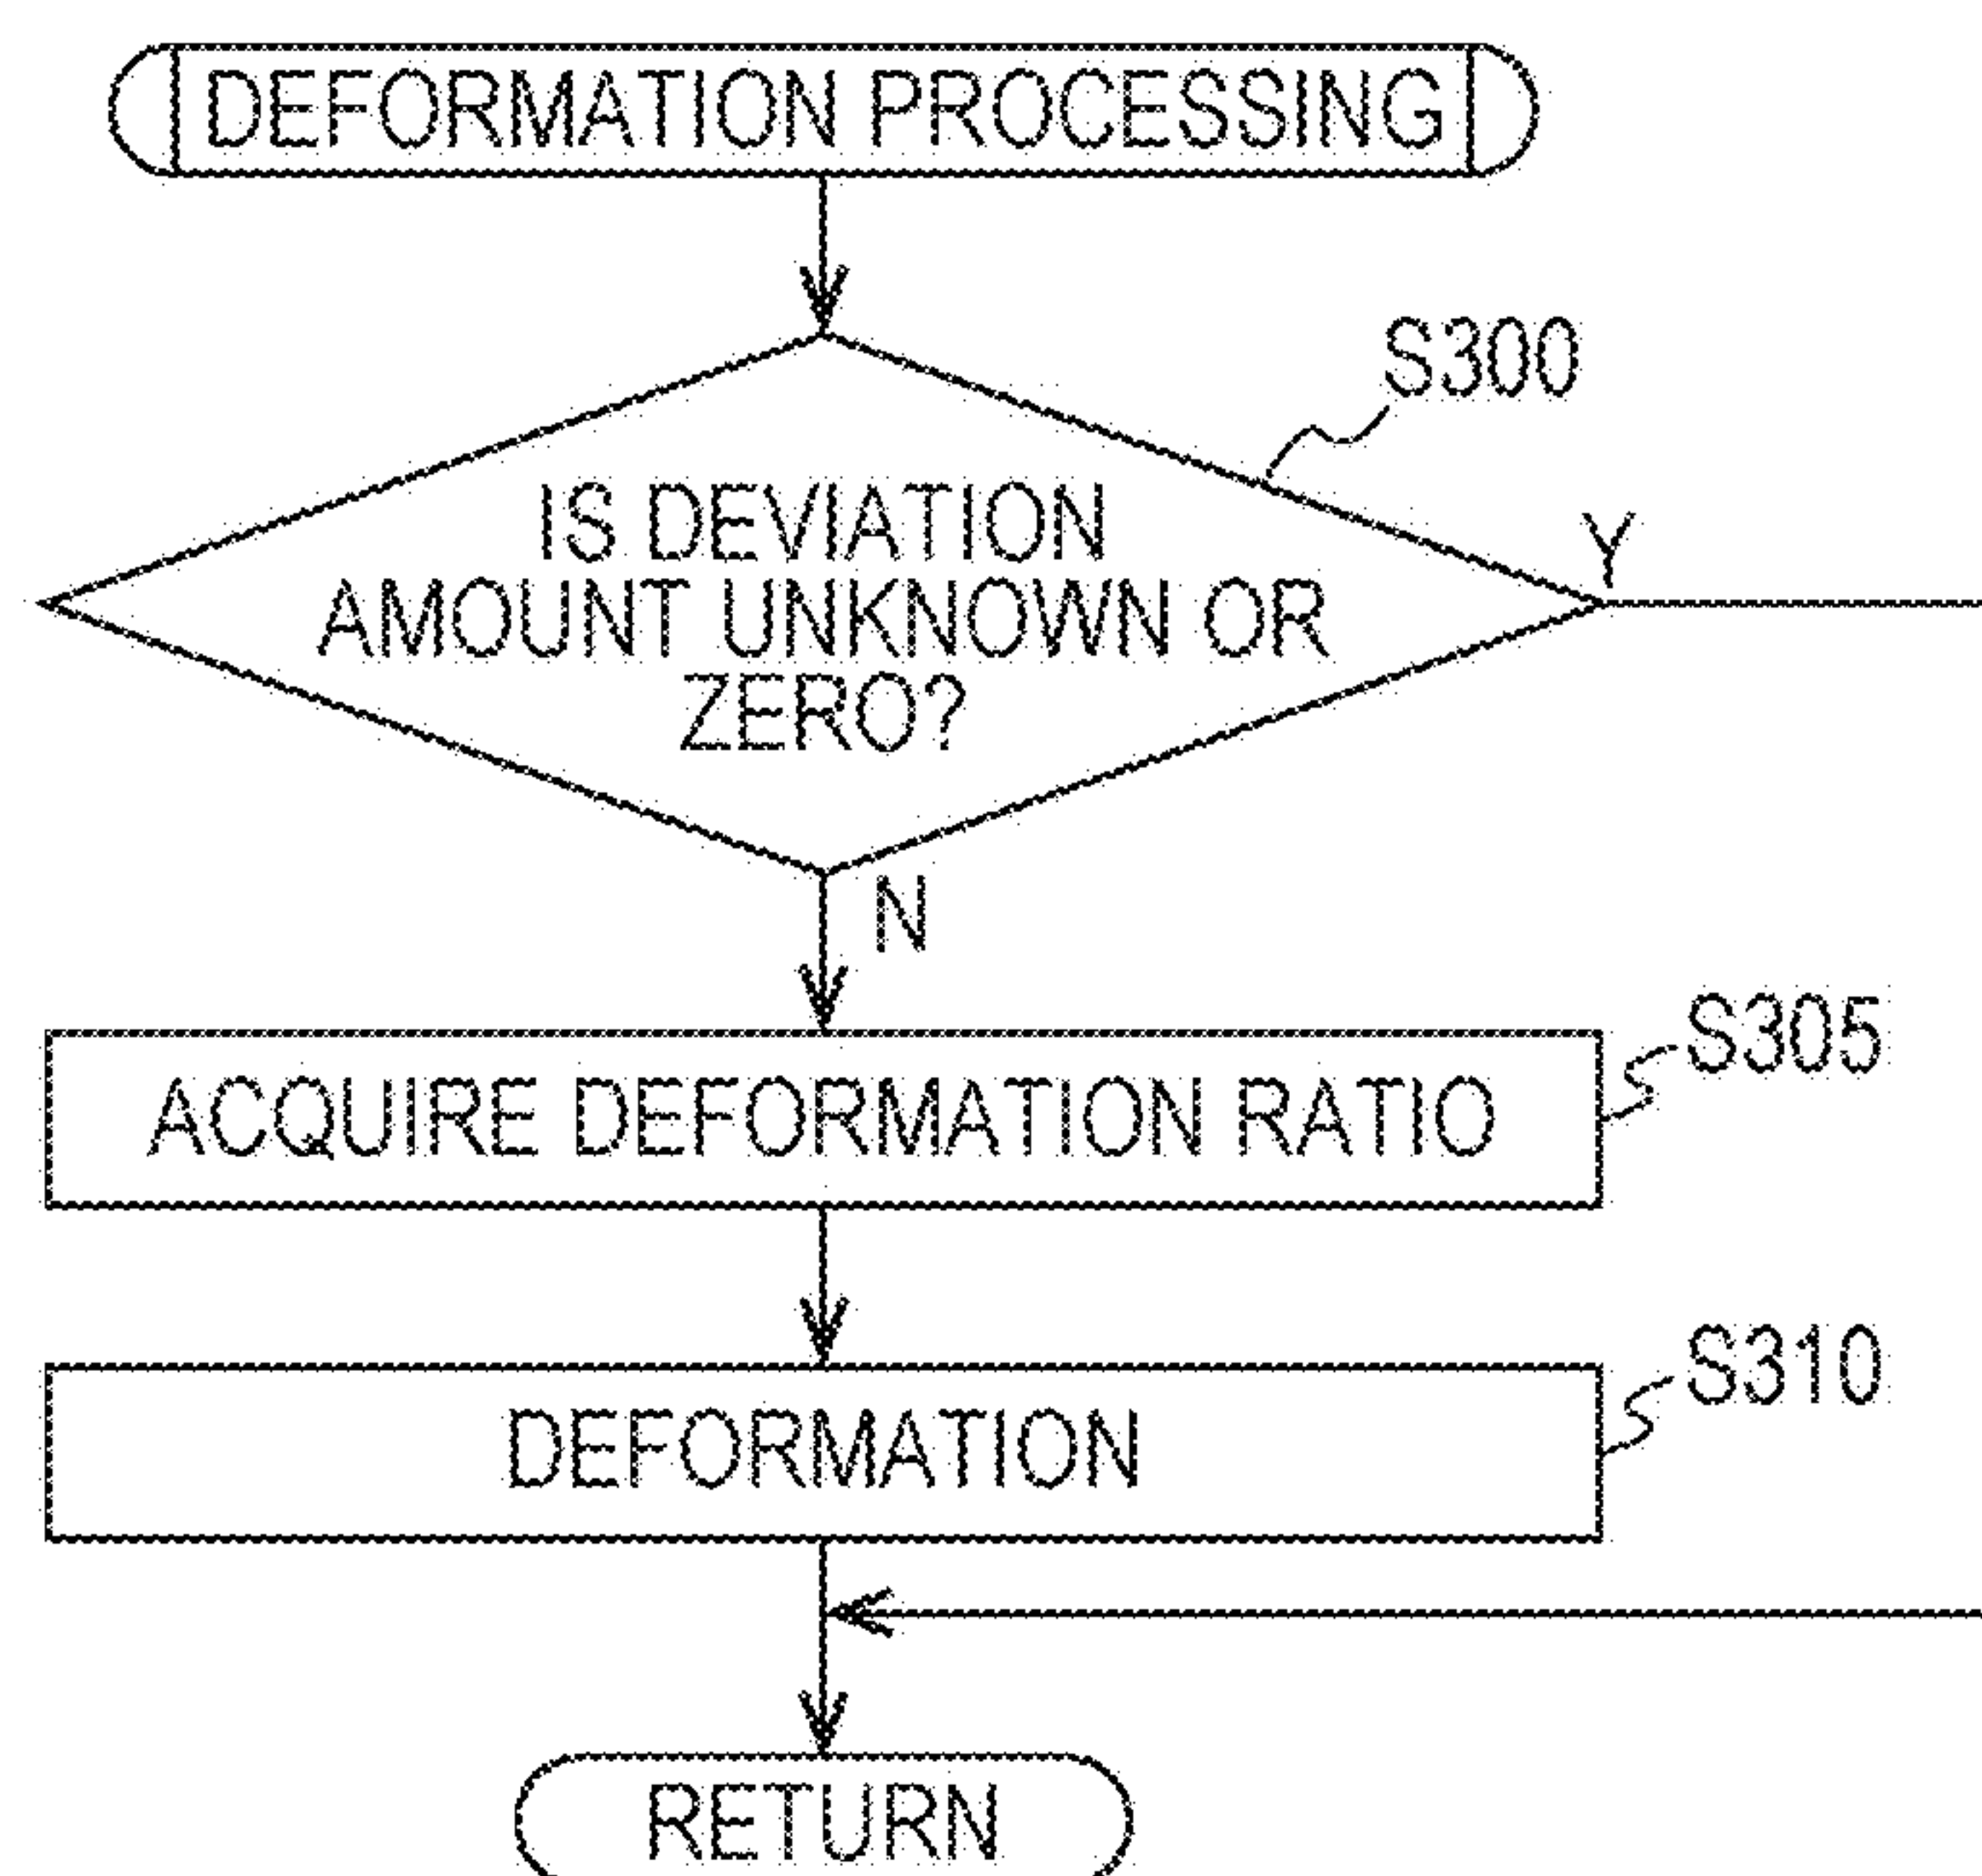 DEFORMATION PROCESSING
S300
IS DEVIATION
AMOUNT UNKNOWN OR
ZERO?
Y
N
S305
ACQUIRE DEFORMATION RATIO
S310
DEFORMATION
RETURN